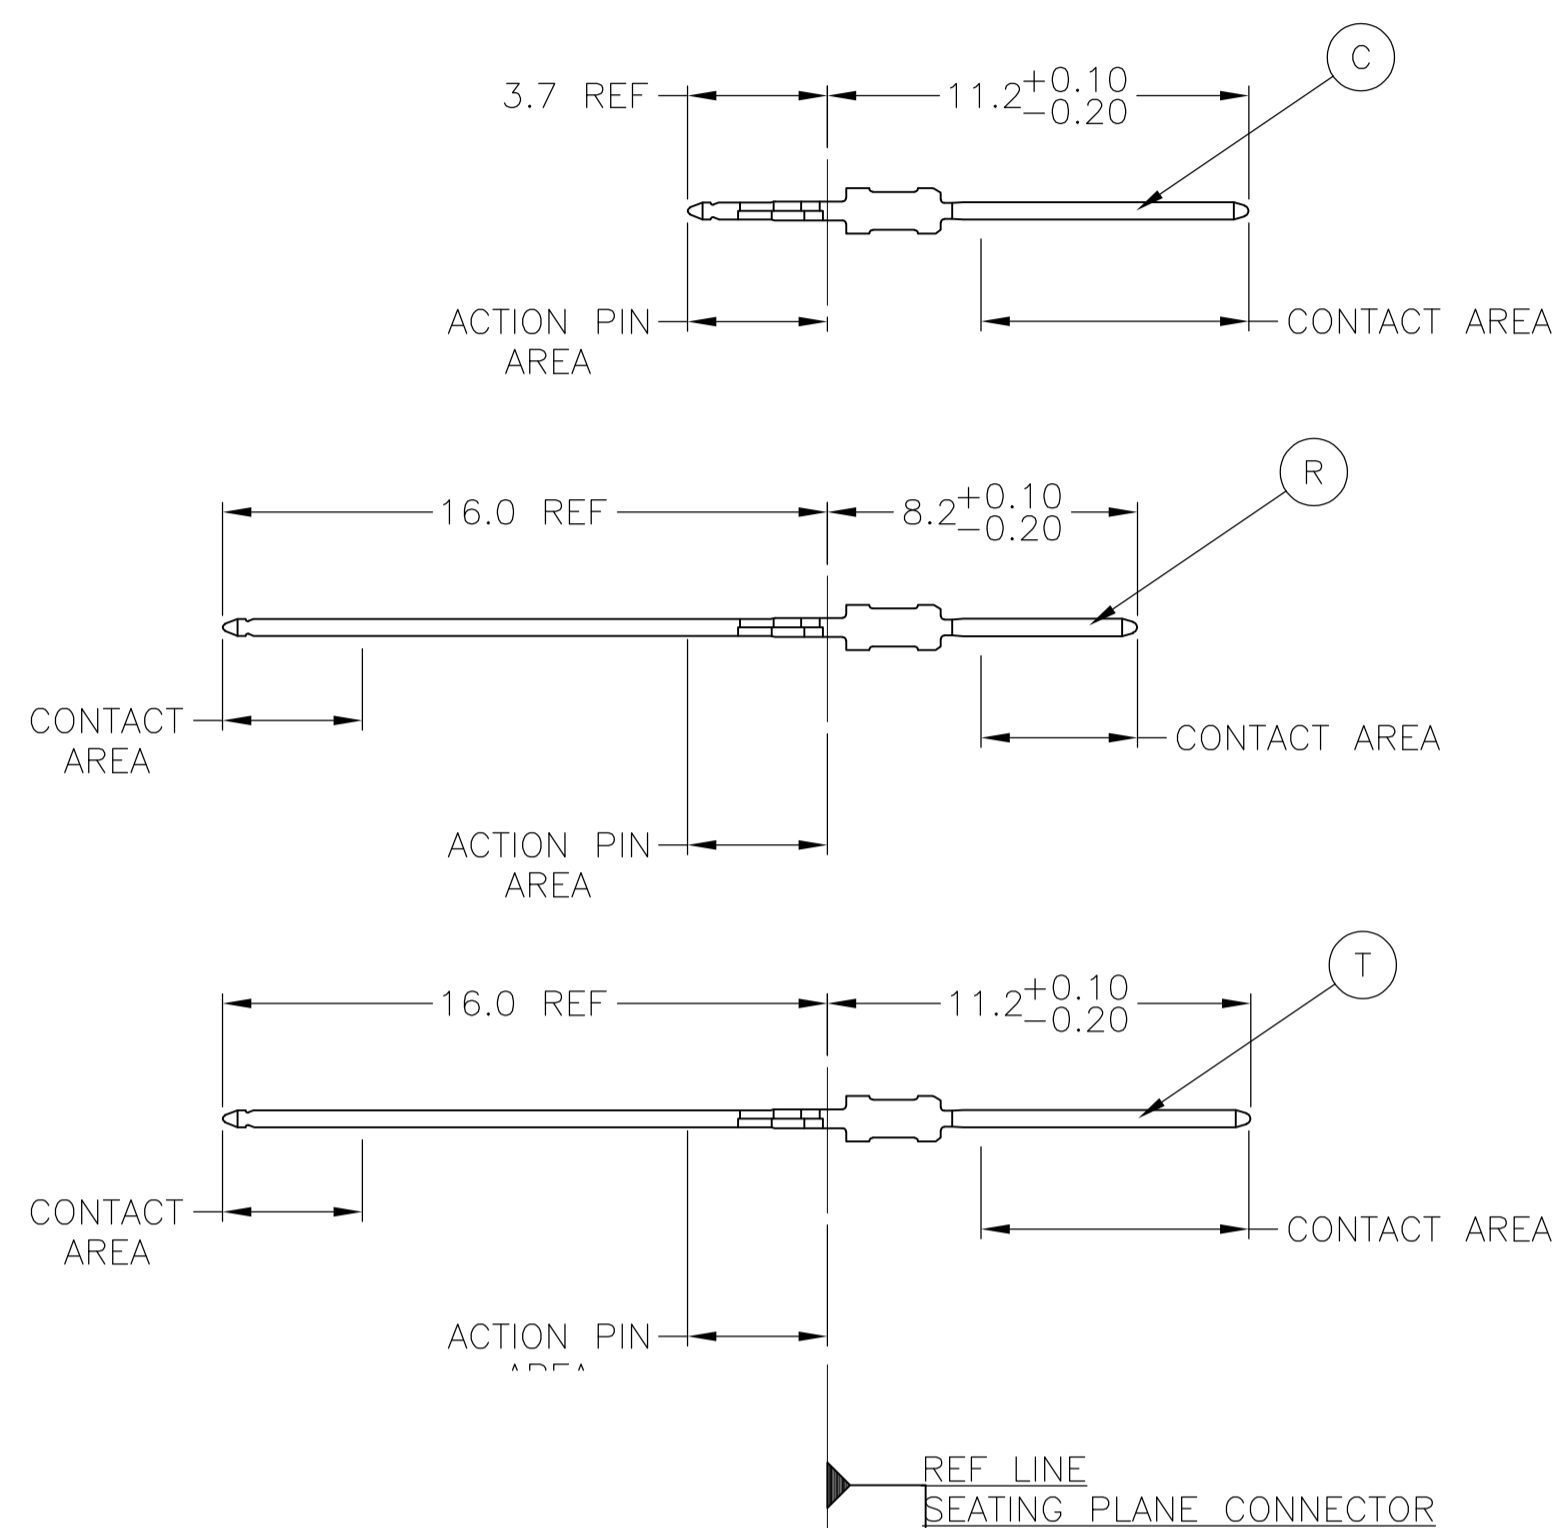 C
3.7 REF
11.2 +0.10
-0.20
ACTION PIN
AREA
CONTACT AREA
R
16.0 REF
8.2 +0.10
-0.20
CONTACT
AREA
CONTACT AREA
ACTION PIN
AREA
T
16.0 REF
11.2 +0.10
-0.20
CONTACT
AREA
CONTACT AREA
ACTION PIN
AREA
REF LINE
SEATING PLANE CONNECTOR